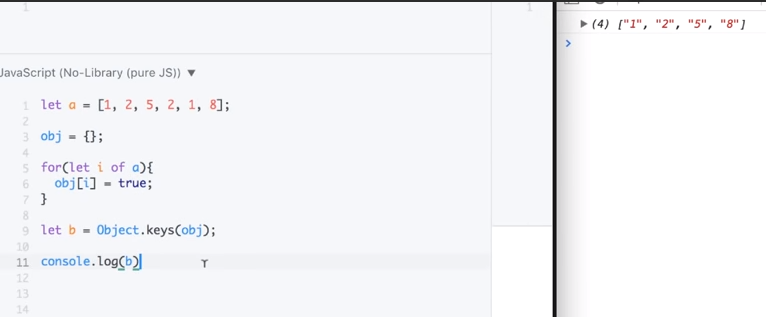 1
1
JavaScript (No-Library (pure JS)) ▼
1 let a = [1, 2, 5, 2, 1, 8];
2
3 obj = {};
4
5 for(let i of a){
6 obj[i] = true;
7 }
8
9 let b = Object.keys(obj);
10
11 console.log(b)
12
13
14
▶ (4) ["1", "2", "5", "8"]
>